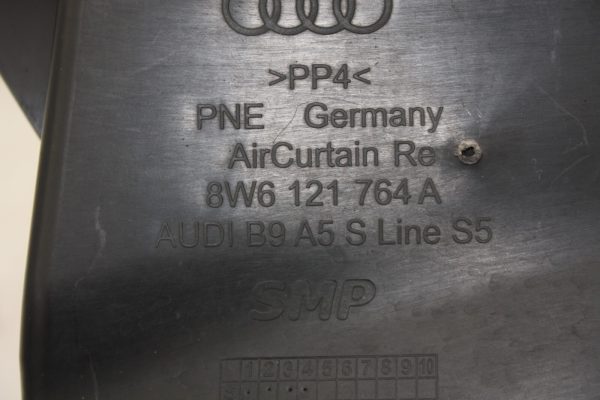 >PP4<
PNE Germany
AirCurtain Re
8W6 121 764 A
AUDI B9 A5 S Line S5
SMP
1 2 3 4 5 6 7 8 9 10